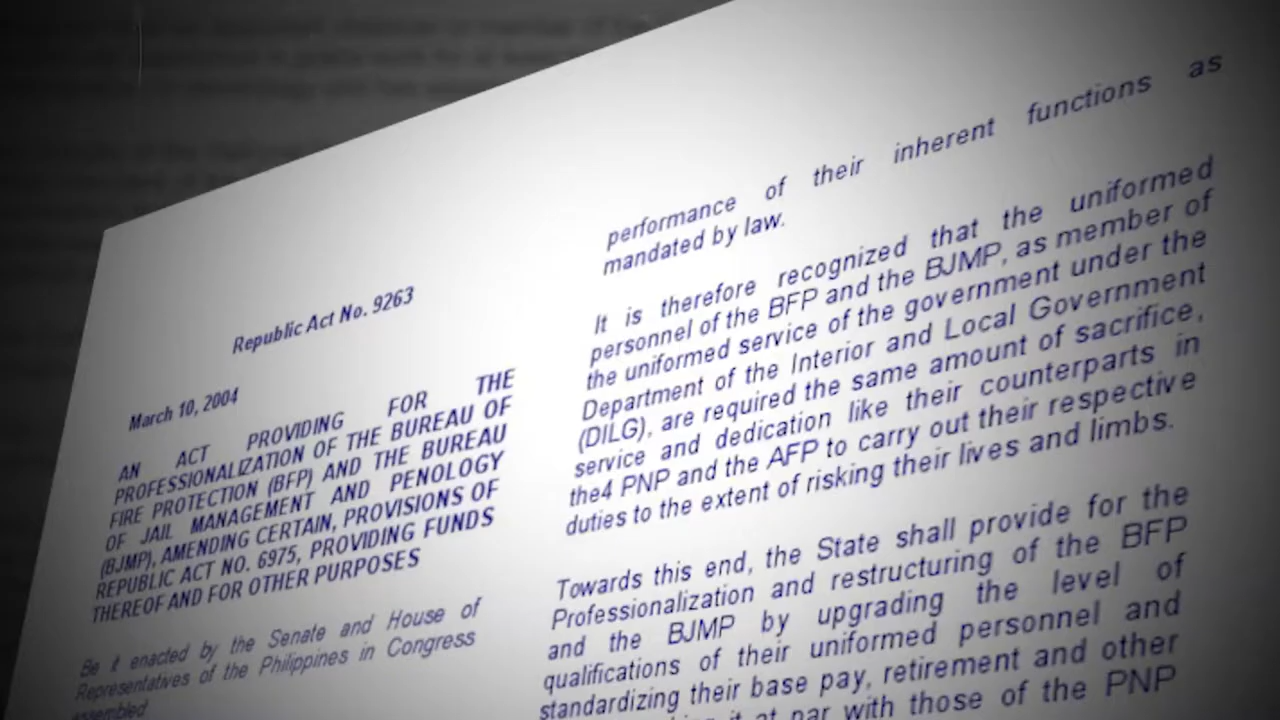 Republic Act No. 9263
March 10, 2004
AN ACT PROVIDING FOR THE
PROFESSIONALIZATION OF THE BUREAU OF
FIRE PROTECTION (BFP) AND THE BUREAU
OF JAIL MANAGEMENT AND PENOLOGY
(BJMP), AMENDING CERTAIN, PROVISIONS OF
REPUBLIC ACT NO. 6975, PROVIDING FUNDS
THEREOF AND FOR OTHER PURPOSES
Be it enacted by the Senate and House of
Representatives of the Philippines in Congress
assembled
performance of their inherent functions as
mandated by law.
It is therefore recognized that the uniformed
personnel of the BFP and the BJMP, as member of
the uniformed service of the government under the
Department of the Interior and Local Government
(DILG), are required the same amount of sacrifice,
service and dedication like their counterparts in
the4 PNP and the AFP to carry out their respective
duties to the extent of risking their lives and limbs.
Towards this end, the State shall provide for the
Professionalization and restructuring of the BFP
and the BJMP by upgrading the level of
qualifications of their uniformed personnel and
standardizing their base pay, retirement and other
it at par with those of the PNP